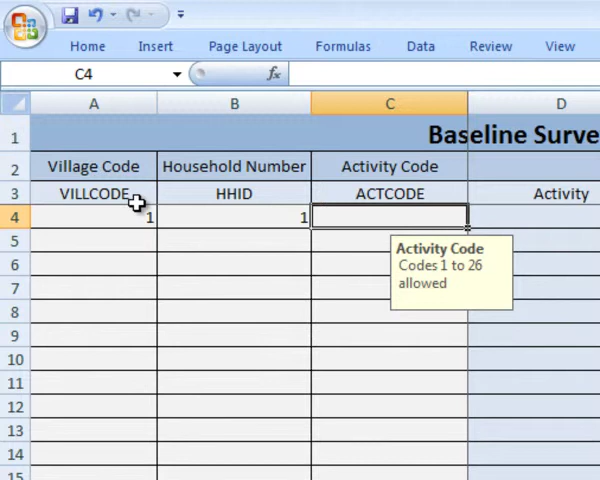 Home Insert Page Layout Formulas Data Review View
C4 fx
A B C D
1 Baseline Surve
2 Village Code Household Number Activity Code
3 VILLCODE HHID ACTCODE Activity
4 1 1
5 Activity Code
6 Codes 1 to 26
7 allowed
8
9
10
11
12
13
14
15